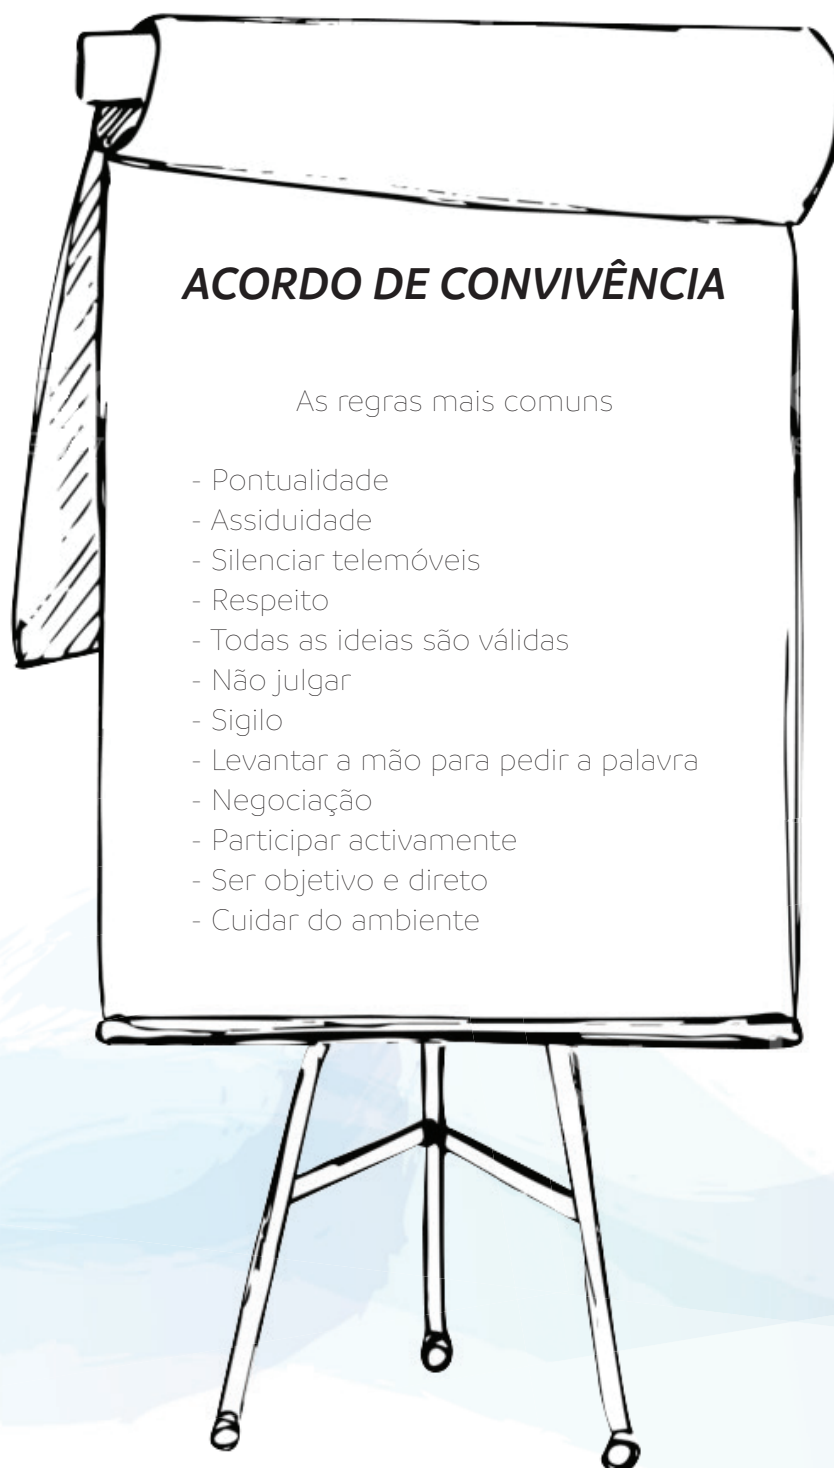 ACORDO DE CONVIVÊNCIA
As regras mais comuns
- Pontualidade
- Assiduidade
- Silenciar telemóveis
- Respeito
- Todas as ideias são válidas
- Não julgar
- Sigilo
- Levantar a mão para pedir a palavra
- Negociação
- Participar activamente
- Ser objetivo e direto
- Cuidar do ambiente